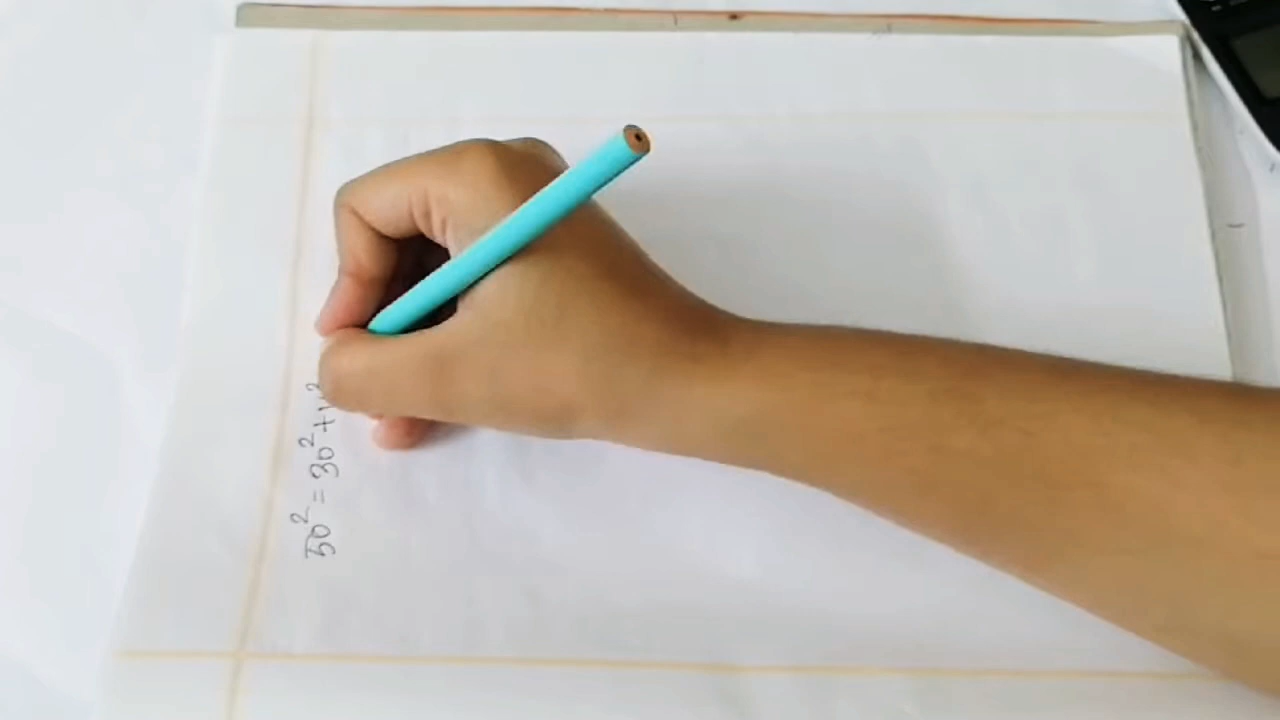 50² = 30² +